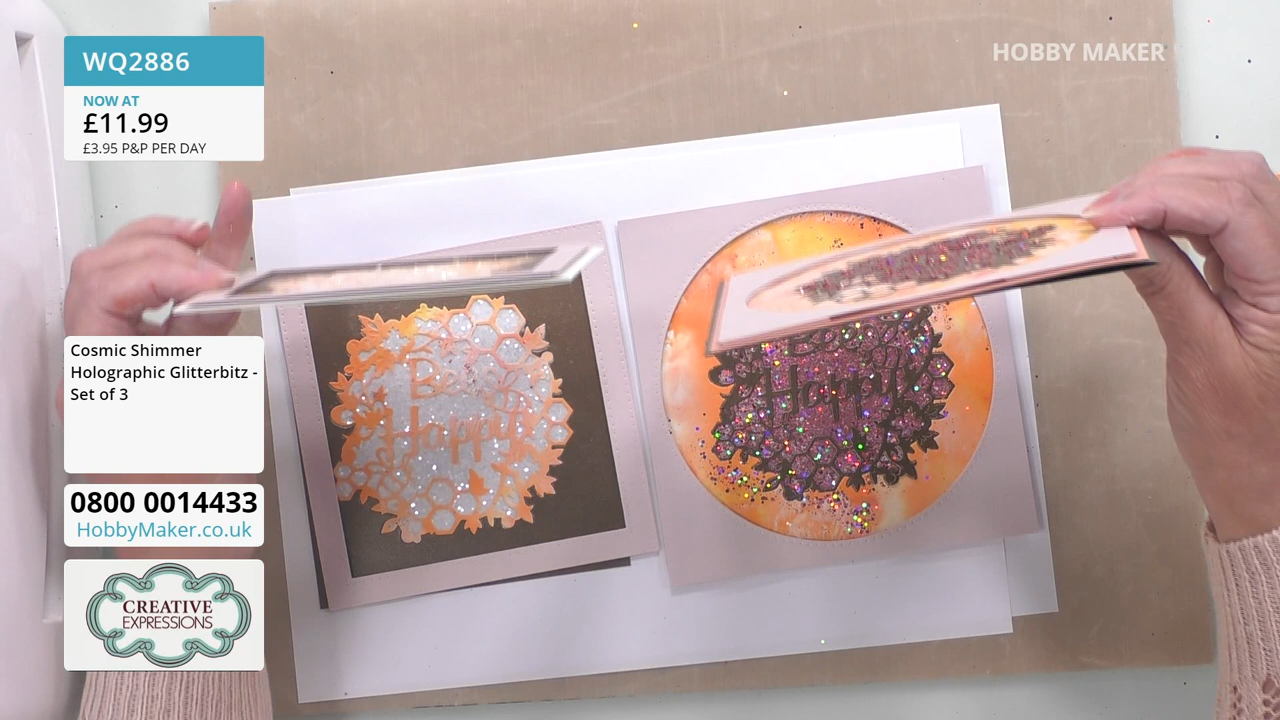 WQ2886
NOW AT
£11.99
£3.95 P&P PER DAY
HOBBY MAKER
Cosmic Shimmer
Holographic Glitterbitz -
Set of 3
0800 0014433
HobbyMaker.co.uk
CREATIVE
EXPRESSIONS
Bee
Happy
Bee
Happy